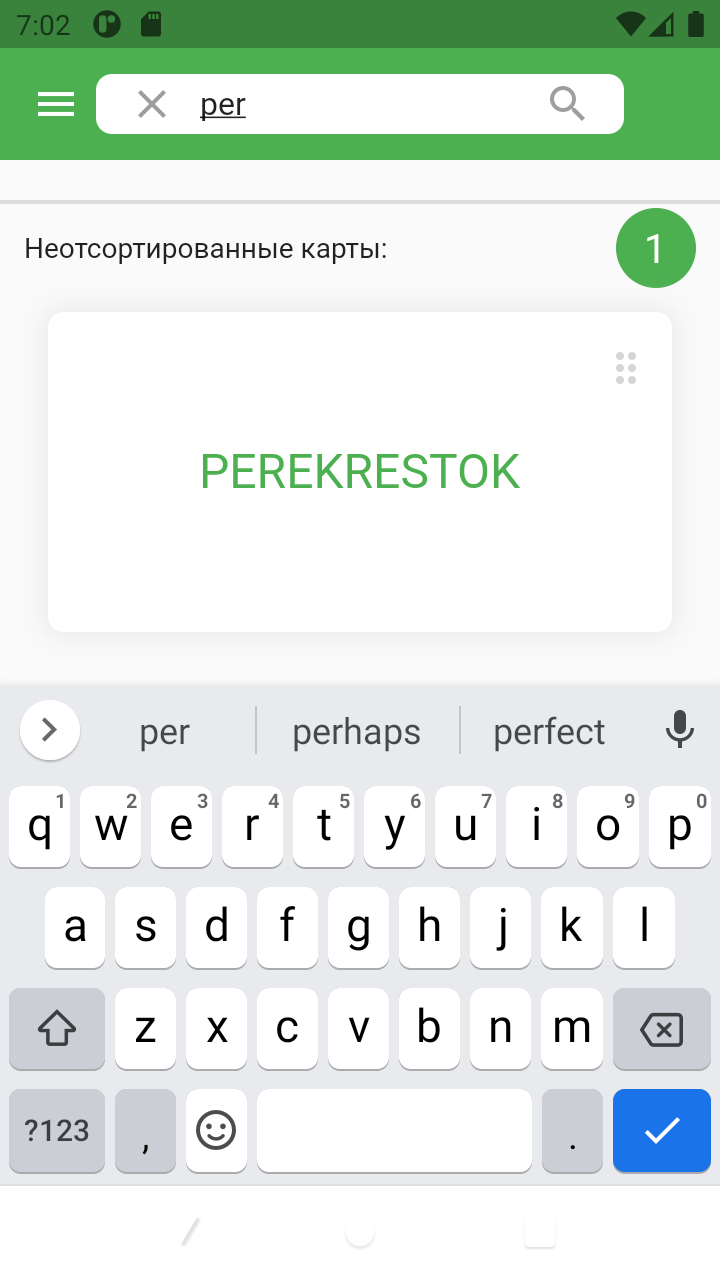 7:02
per
Неотсортированные карты:
1
PEREKRESTOK
per perhaps perfect
q 1 w 2 e 3 r 4 t 5 y 6 u 7 i 8 o 9 p 0
a s d f g h j k l
z x c v b n m
?123 , .